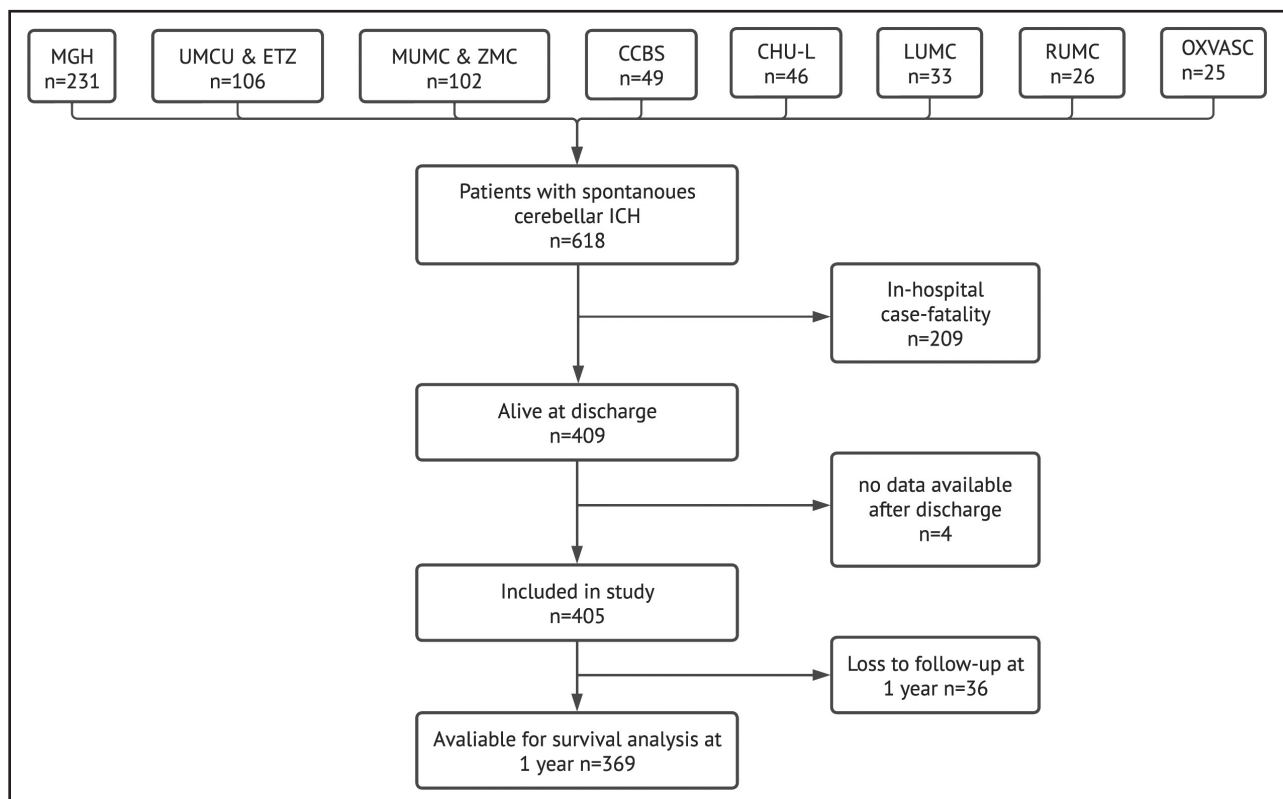 MGH
n=231
UMCU & ETZ
n=106
MUMC & ZMC
n=102
CCBS
n=49
CHU-L
n=46
LUMC
n=33
RUMC
n=26
OXVASC
n=25
Patients with spontanoues
cerebellar ICH
n=618
In-hospital
case-fatality
n=209
Alive at discharge
n=409
no data available
after discharge
n=4
Included in study
n=405
Loss to follow-up at
1 year n=36
Avaliable for survival analysis at
1 year n=369